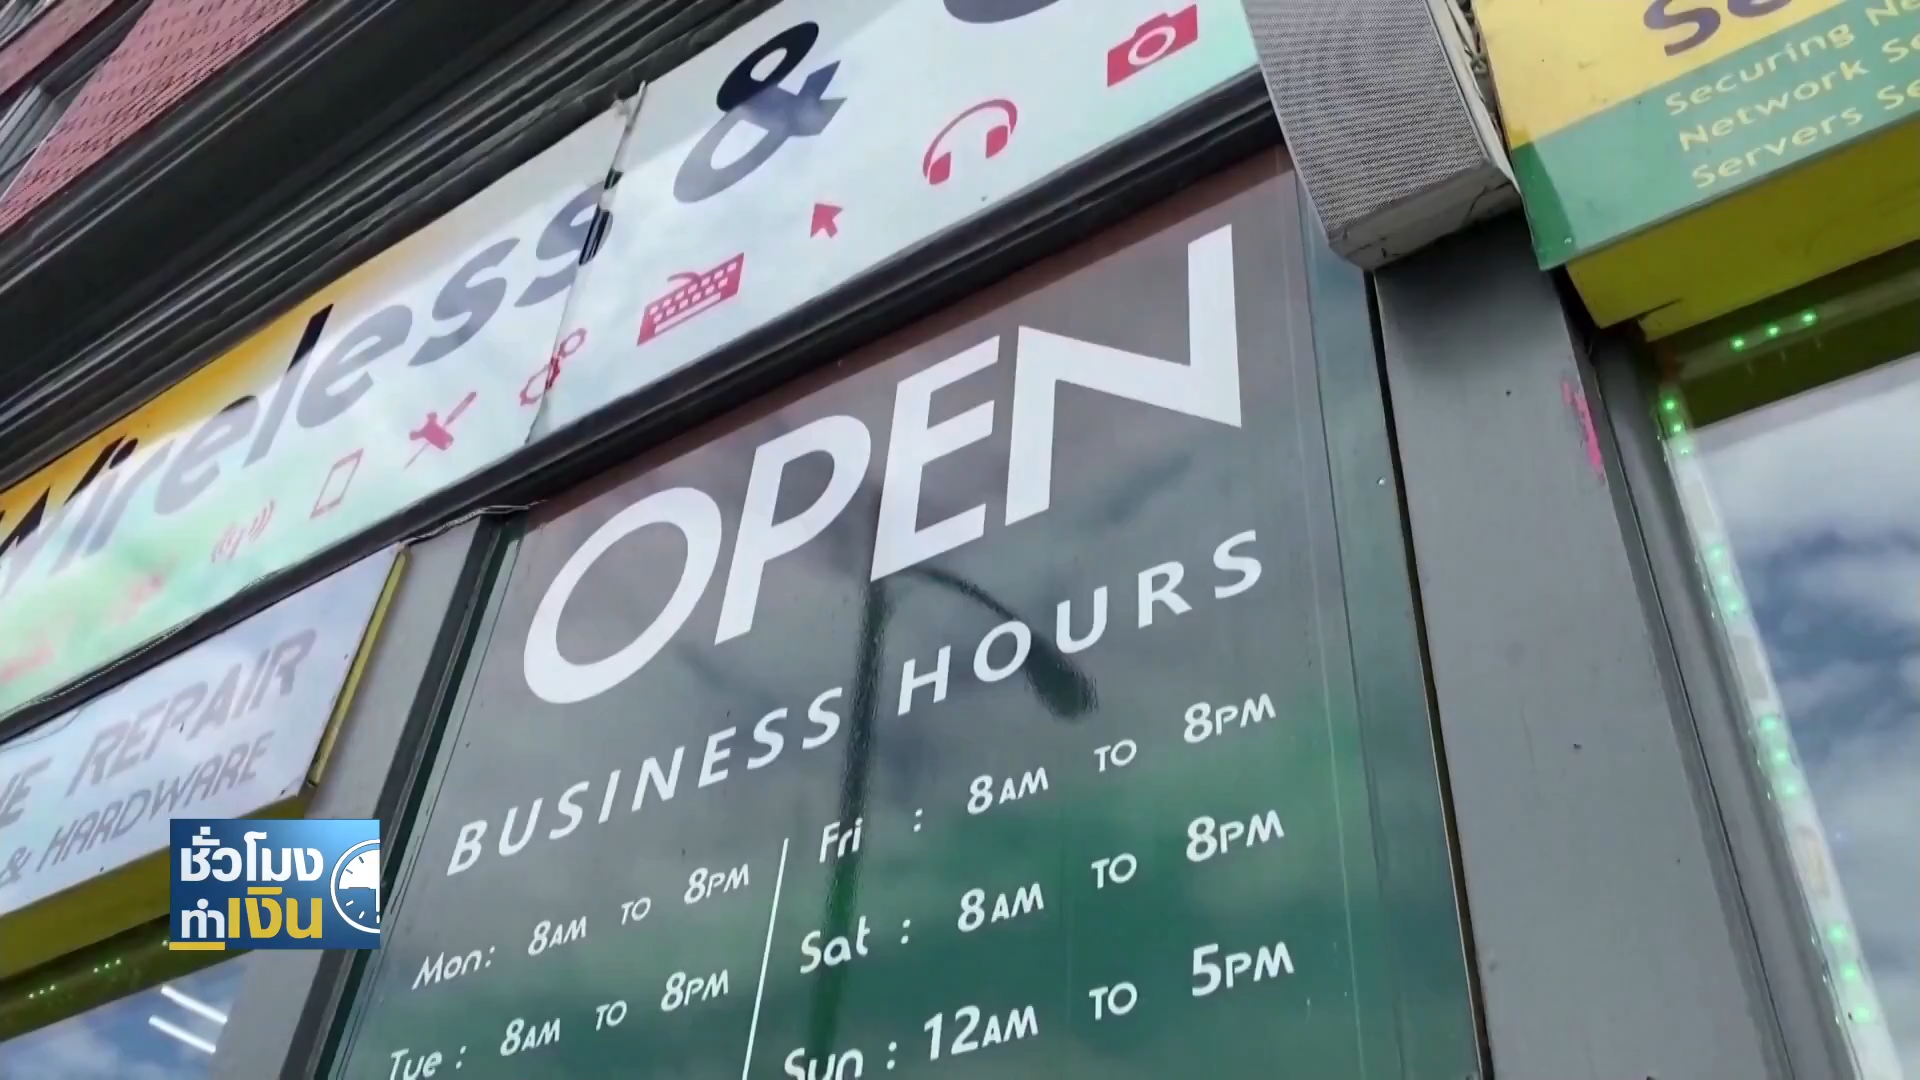 Wireless &
Securing
Network
Servers
REPAIR
& HARDWARE
OPEN
BUSINESS HOURS
Mon: 8AM TO 8PM
Tue : 8AM TO 8PM
Fri : 8AM TO 8PM
Sat : 8AM TO 8PM
Sun : 12AM TO 5PM
ชั่วโมง
ทำเงิน